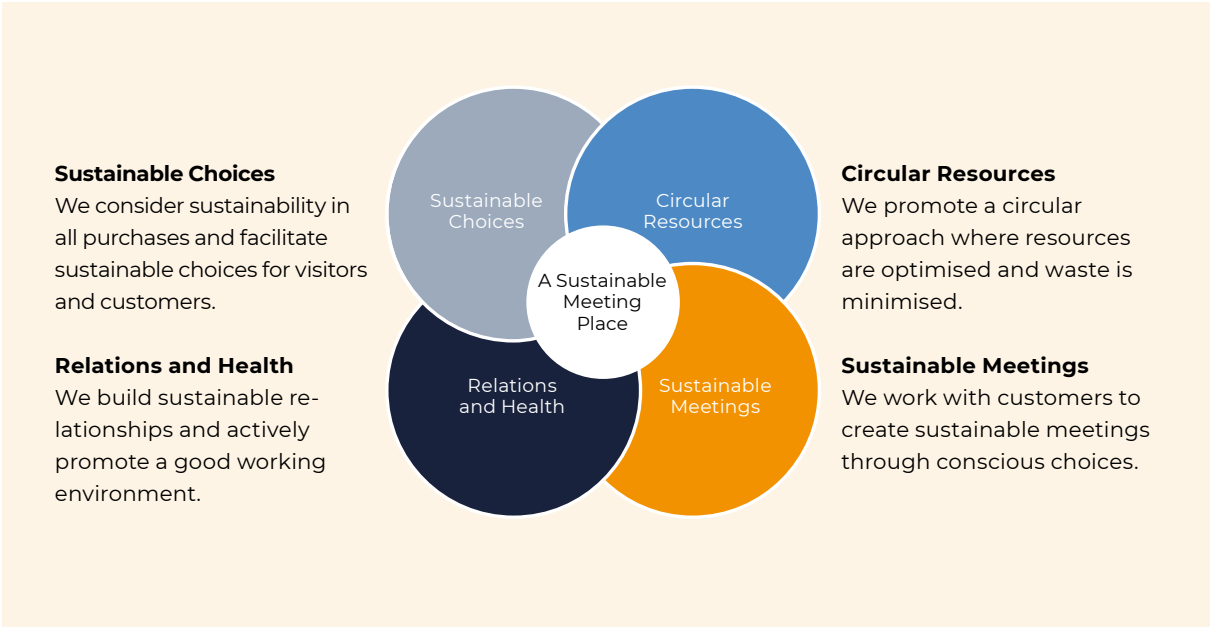 Sustainable Choices
We consider sustainability in
all purchases and facilitate
sustainable choices for visitors
and customers.
Relations and Health
We build sustainable re-
lationships and actively
promote a good working
environment.
Sustainable
Choices
Circular
Resources
A Sustainable
Meeting
Place
Relations
and Health
Sustainable
Meetings
Circular Resources
We promote a circular
approach where resources
are optimised and waste is
minimised.
Sustainable Meetings
We work with customers to
create sustainable meetings
through conscious choices.